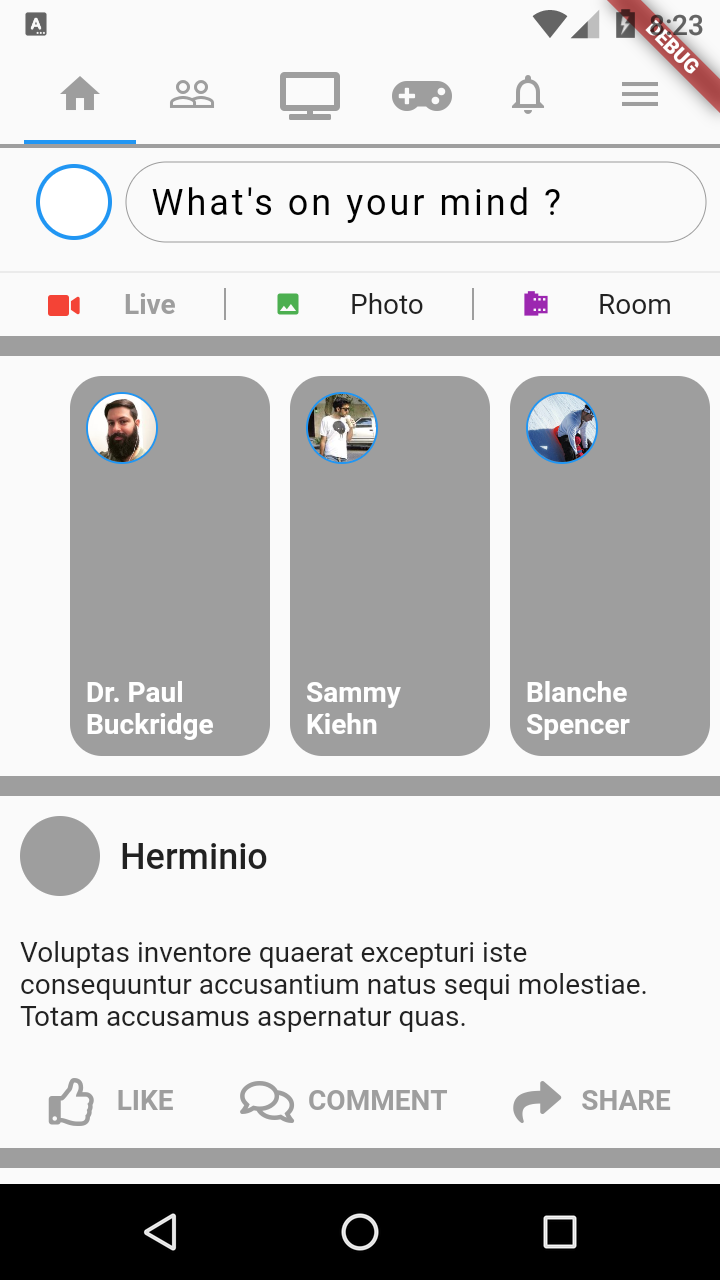 A
8:23
DEBUG
What's on your mind ?
Live
Photo
Room
Dr. Paul
Buckridge
Sammy
Kiehn
Blanche
Spencer
Herminio
Voluptas inventore quaerat excepturi iste
consequuntur accusantium natus sequi molestiae.
Totam accusamus aspernatur quas.
LIKE
COMMENT
SHARE